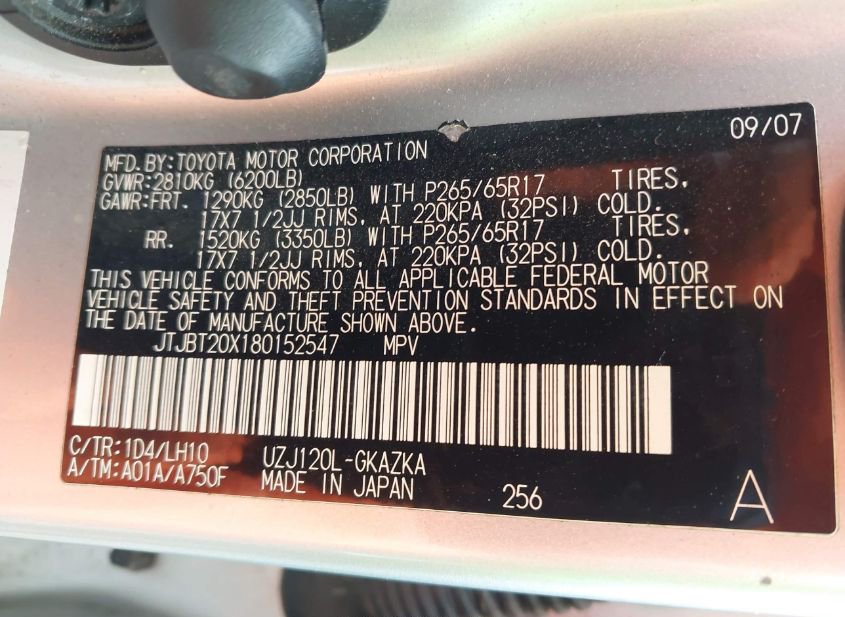 09/07
MFD. BY:TOYOTA MOTOR CORPORATION
GVWR:2810KG (6200LB)
GAWR:FRT. 1290KG (2850LB) WITH P265/65R17 TIRES,
17X7 1/2JJ RIMS, AT 220KPA (32PSI) COLD.
RR. 1520KG (3350LB) WITH P265/65R17 TIRES,
17X7 1/2JJ RIMS, AT 220KPA (32PSI) COLD.
THIS VEHICLE CONFORMS TO ALL APPLICABLE FEDERAL MOTOR
VEHICLE SAFETY AND THEFT PREVENTION STANDARDS IN EFFECT ON
THE DATE OF MANUFACTURE SHOWN ABOVE.
JTJBT20X180152547 MPV
C/TR:1D4/LH10 UZJ120L-GKAZKA
A/TM:A01A/A750F MADE IN JAPAN 256 A